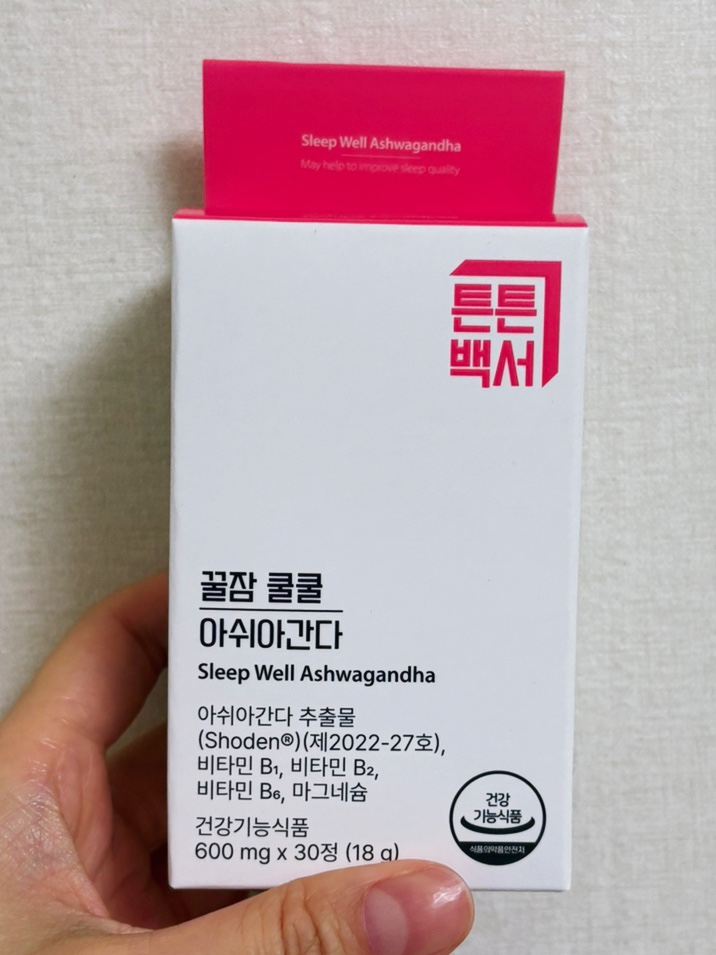 Sleep Well Ashwagandha
May help to improve sleep quality
튼튼
백서
꿀잠 쿨쿨
아쉬아간다
Sleep Well Ashwagandha
아쉬아간다 추출물
(Shoden®)(제2022-27호),
비타민 B₁, 비타민 B₂,
비타민 B₆, 마그네슘
건강기능식품
600 mg x 30정 (18 g)
건강
기능식품
식품의약품안전처